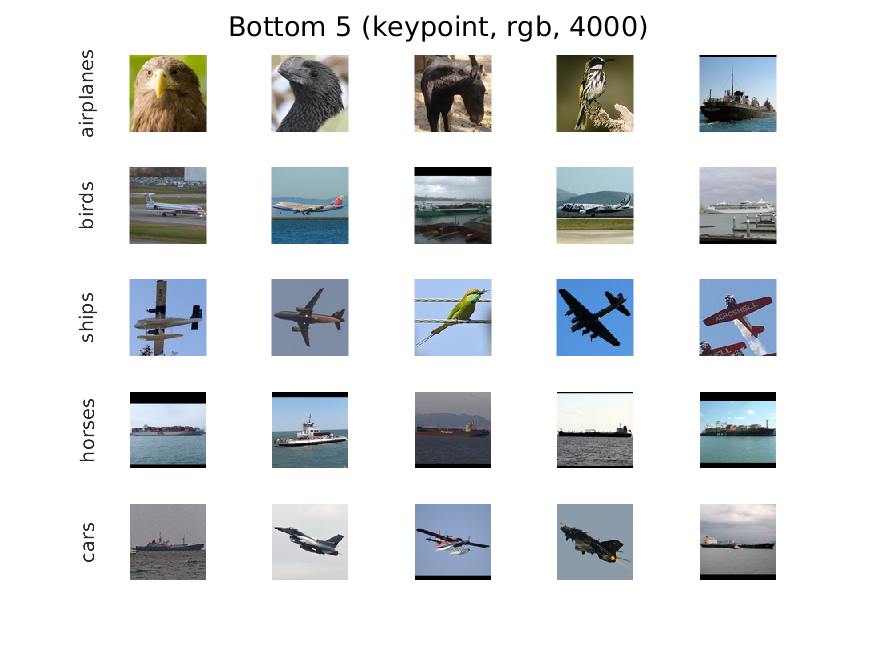 Bottom 5 (keypoint, rgb, 4000)
airplanes
birds
ships
AEROSHELL
horses
cars